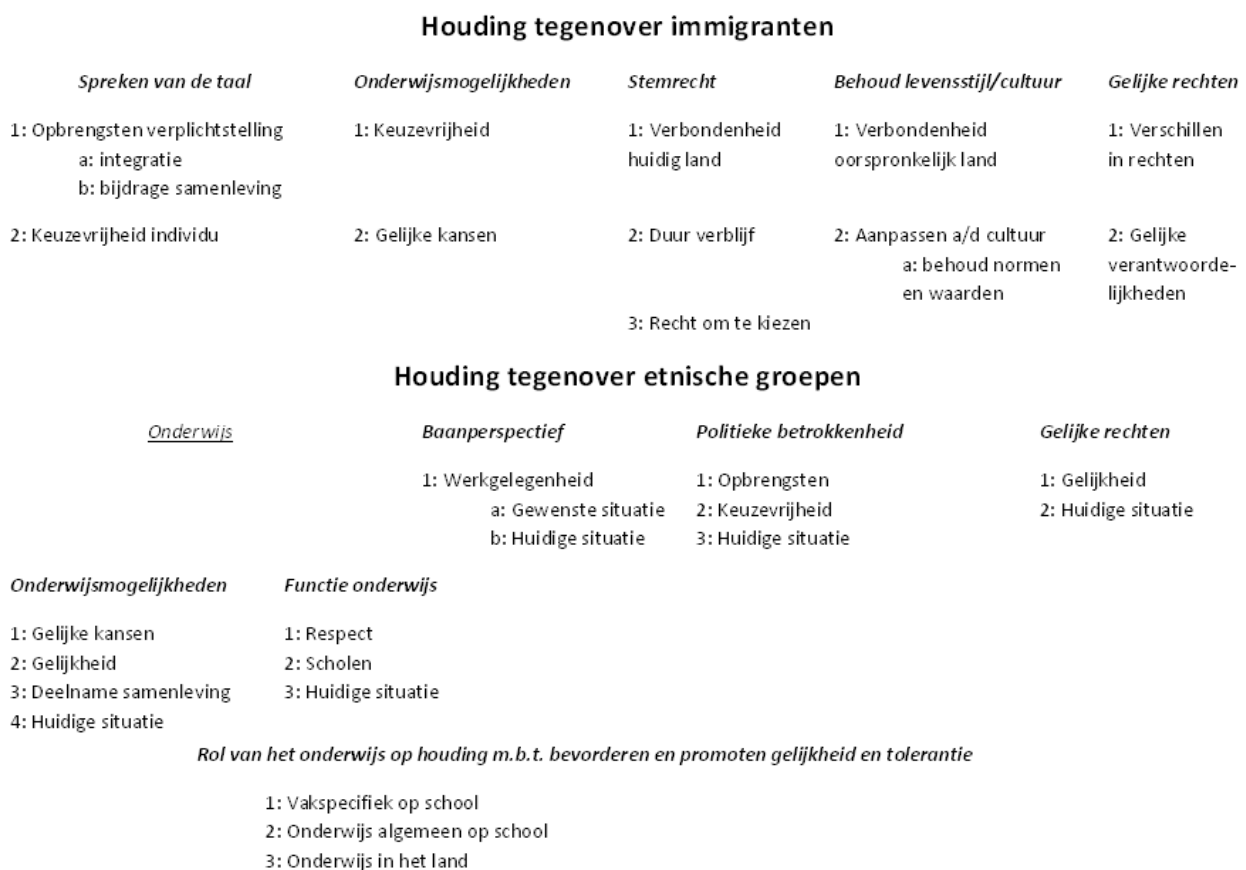 Houding tegenover immigranten
Spreken van de taal Onderwijsmogelijkheden Stemrecht Behoud levensstijl/cultuur Gelijke rechten
1: Opbrengsten verplichtstelling 1: Keuzevrijheid 1: Verbondenheid 1: Verbondenheid 1: Verschillen
a: integratie huidig land oorspronkelijk land in rechten
b: bijdrage samenleving
2: Keuzevrijheid individu 2: Gelijke kansen 2: Duur verblijf 2: Aanpassen a/d cultuur 2: Gelijke
a: behoud normen verantwoorde-
en waarden lijkheden
3: Recht om te kiezen
Houding tegenover etnische groepen
Onderwijs Baanperspectief Politieke betrokkenheid Gelijke rechten
1: Werkgelegenheid 1: Opbrengsten 1: Gelijkheid
a: Gewenste situatie 2: Keuzevrijheid 2: Huidige situatie
b: Huidige situatie 3: Huidige situatie
Onderwijsmogelijkheden Functie onderwijs
1: Gelijke kansen 1: Respect
2: Gelijkheid 2: Scholen
3: Deelname samenleving 3: Huidige situatie
4: Huidige situatie
Rol van het onderwijs op houding m.b.t. bevorderen en promoten gelijkheid en tolerantie
1: Vakspecifiek op school
2: Onderwijs algemeen op school
3: Onderwijs in het land